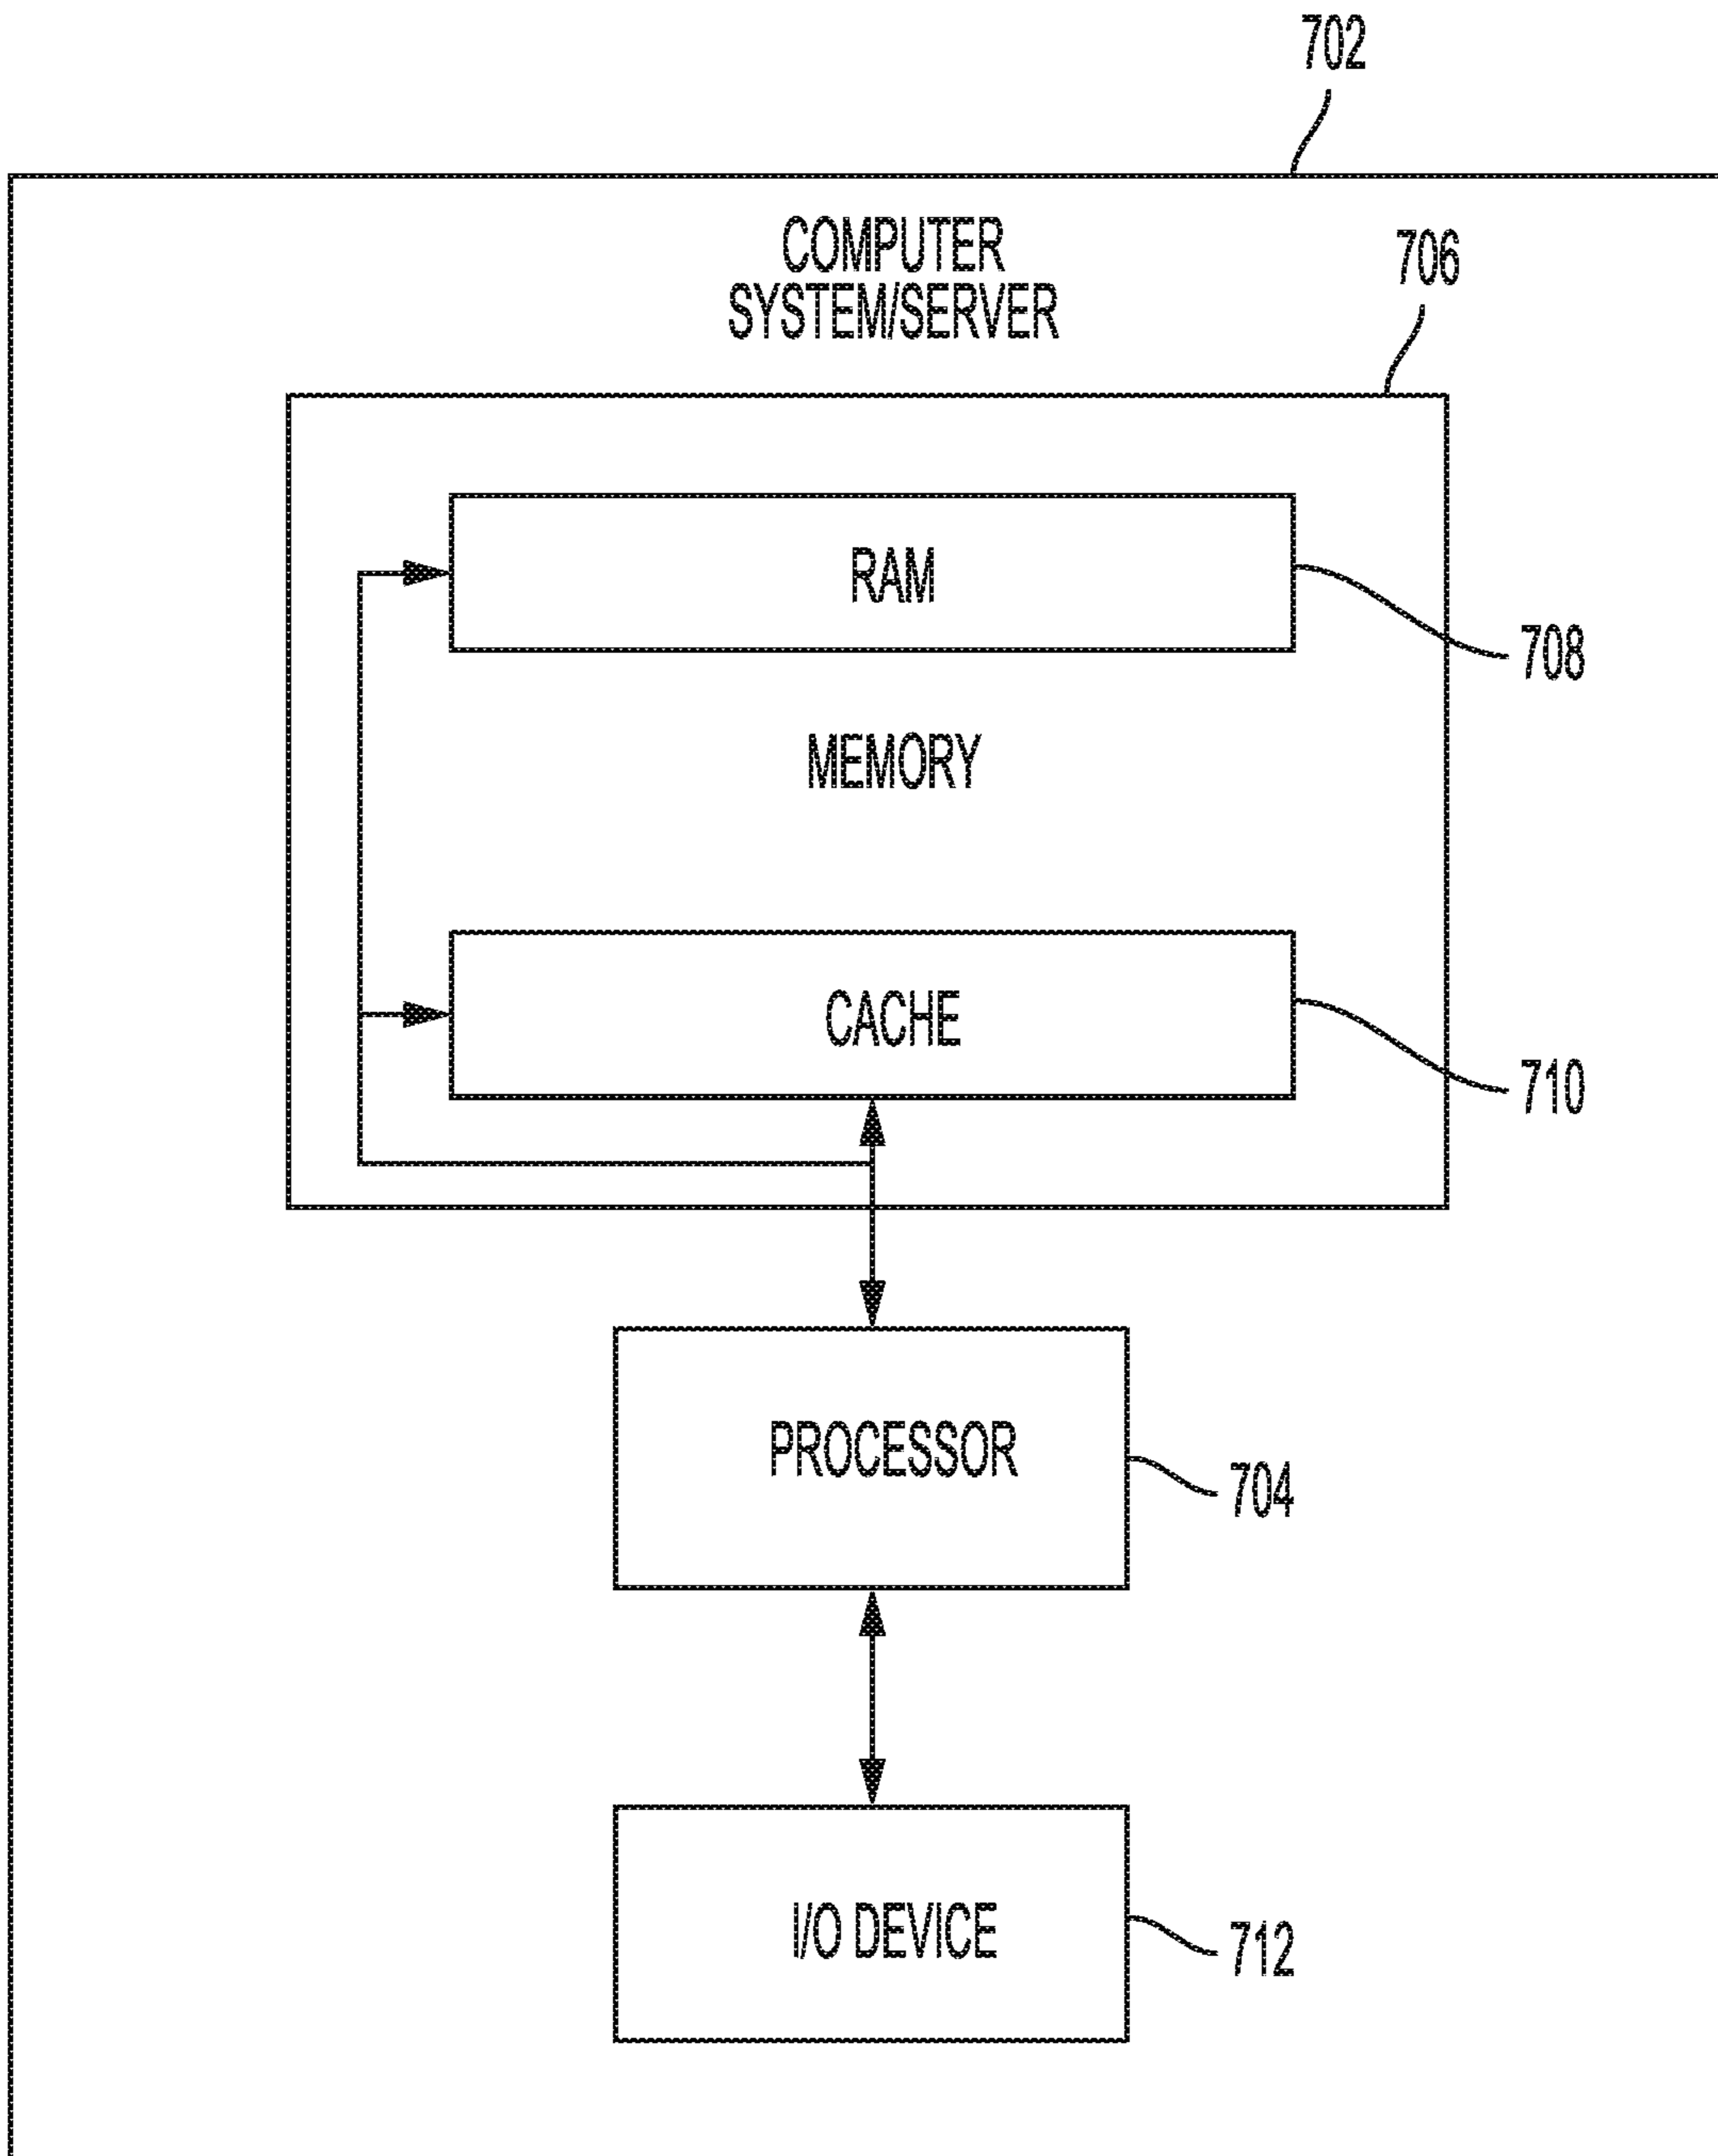 702
COMPUTER
SYSTEM/SERVER
706
RAM
708
MEMORY
CACHE
710
PROCESSOR
704
I/O DEVICE
712